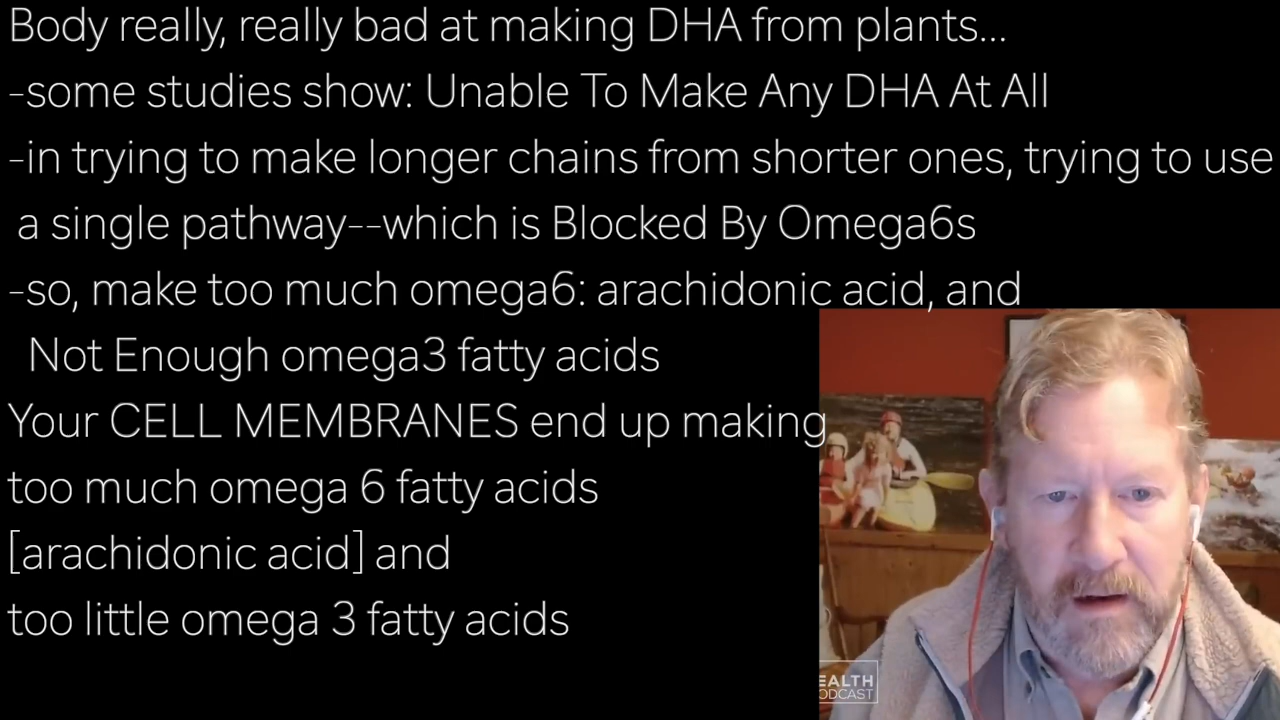 Body really, really bad at making DHA from plants...
-some studies show: Unable To Make Any DHA At All
-in trying to make longer chains from shorter ones, trying to use
a single pathway--which is Blocked By Omega6s
-so, make too much omega6: arachidonic acid, and
Not Enough omega3 fatty acids
Your CELL MEMBRANES end up making
too much omega 6 fatty acids
[arachidonic acid] and
too little omega 3 fatty acids
EALTH
ODCAST